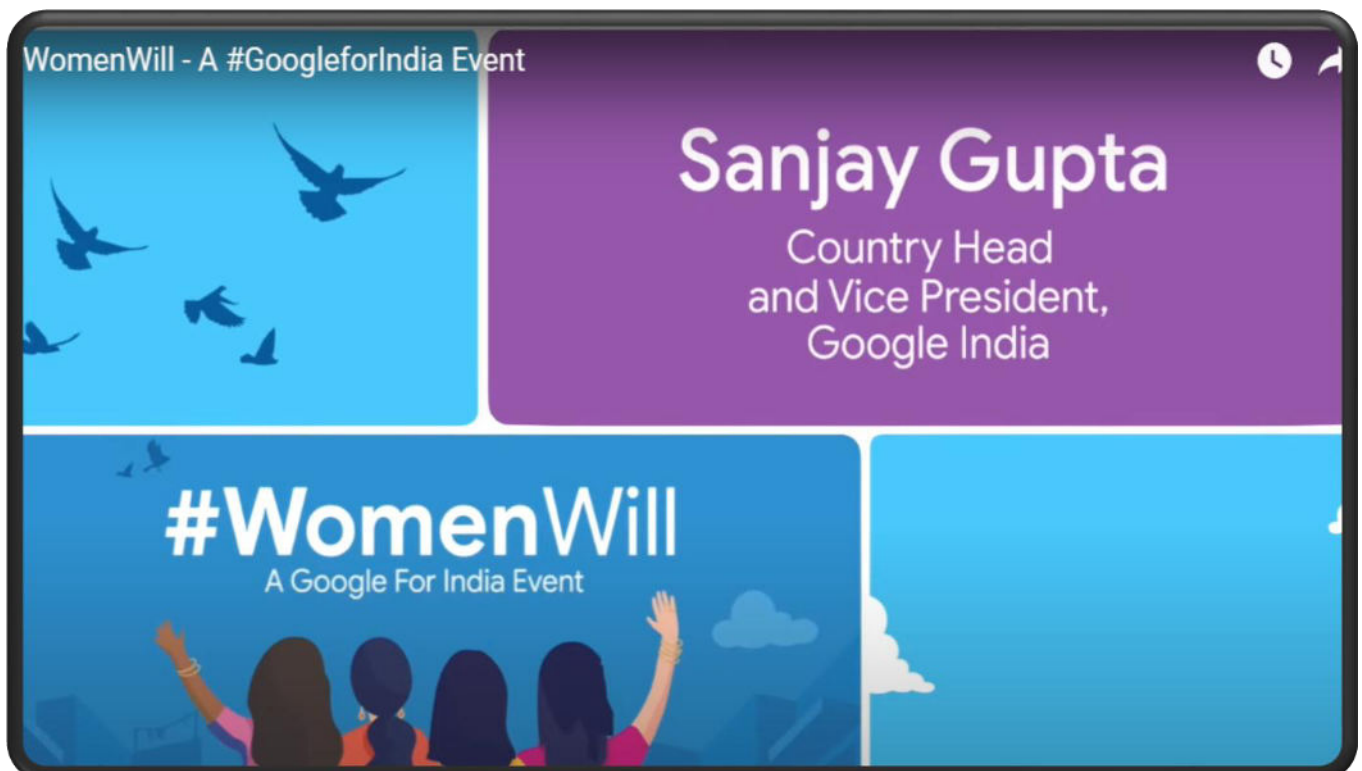 WomenWill - A #GoogleforIndia Event
Sanjay Gupta
Country Head
and Vice President,
Google India
#WomenWill
A Google For India Event